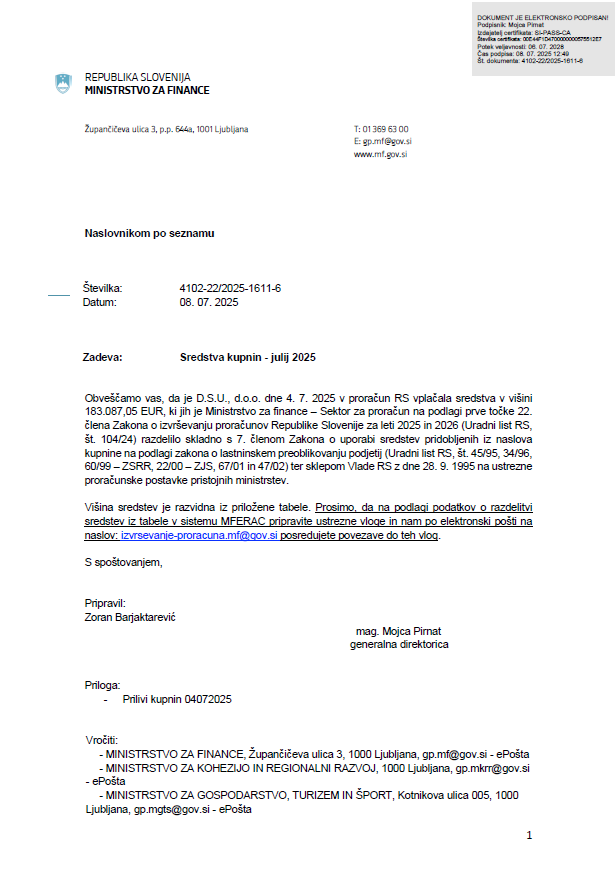 DOKUMENT JE ELEKTRONSKO PODPISAN!
Podpisnik: Mojca Pirnat
Izdajatelj certifikata: SI-PASS-CA
Številka certifikata: 00E44F1D4700000000575512E7
Potek veljavnosti: 06. 07. 2028
Čas podpisa: 08. 07. 2025 12:49
Št. dokumenta: 4102-22/2025-1611-6
REPUBLIKA SLOVENIJA
MINISTRSTVO ZA FINANCE
Župančičeva ulica 3, p.p. 644a, 1001 Ljubljana
T: 01 369 63 00
E: gp.mf@gov.si
www.mf.gov.si
Naslovnikom po seznamu
Številka: 4102-22/2025-1611-6
Datum: 08. 07. 2025
Zadeva: Sredstva kupnin - julij 2025
Obveščamo vas, da je D.S.U., d.o.o. dne 4. 7. 2025 v proračun RS vplačala sredstva v višini
183.087,05 EUR, ki jih je Ministrstvo za finance – Sektor za proračun na podlagi prve točke 22.
člena Zakona o izvrševanju proračunov Republike Slovenije za leti 2025 in 2026 (Uradni list RS,
št. 104/24) razdelilo skladno s 7. členom Zakona o uporabi sredstev pridobljenih iz naslova
kupnine na podlagi zakona o lastninskem preoblikovanju podjetij (Uradni list RS, št. 45/95, 34/96,
60/99 – ZSRR, 22/00 – ZJS, 67/01 in 47/02) ter sklepom Vlade RS z dne 28. 9. 1995 na ustrezne
proračunske postavke pristojnih ministrstev.
Višina sredstev je razvidna iz priložene tabele. Prosimo, da na podlagi podatkov o razdelitvi
sredstev iz tabele v sistemu MFERAC pripravite ustrezne vloge in nam po elektronski pošti na
naslov: izvrsevanje-proracuna.mf@gov.si posredujete povezave do teh vlog.
S spoštovanjem,
Pripravil:
Zoran Barjaktarević
mag. Mojca Pirnat
generalna direktorica
Priloga:
- Prilivi kupnin 04072025
Vročiti:
- MINISTRSTVO ZA FINANCE, Župančičeva ulica 3, 1000 Ljubljana, gp.mf@gov.si - ePošta
- MINISTRSTVO ZA KOHEZIJO IN REGIONALNI RAZVOJ, 1000 Ljubljana, gp.mkrr@gov.si
- ePošta
- MINISTRSTVO ZA GOSPODARSTVO, TURIZEM IN ŠPORT, Kotnikova ulica 005, 1000
Ljubljana, gp.mgts@gov.si - ePošta
1